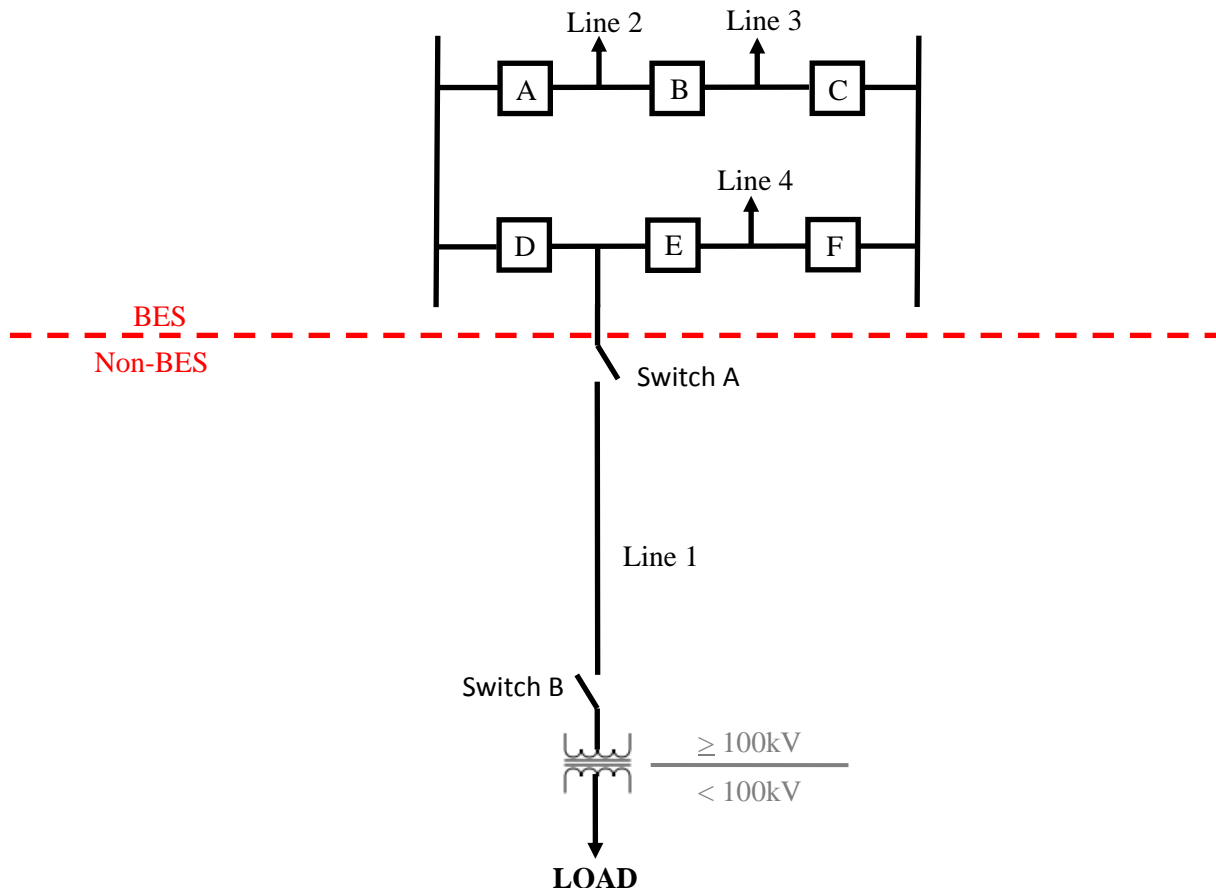 Line 2
Line 3
A
B
C
Line 4
D
E
F
BES
Non-BES
Switch A
Line 1
Switch B
≥ 100kV
< 100kV
LOAD